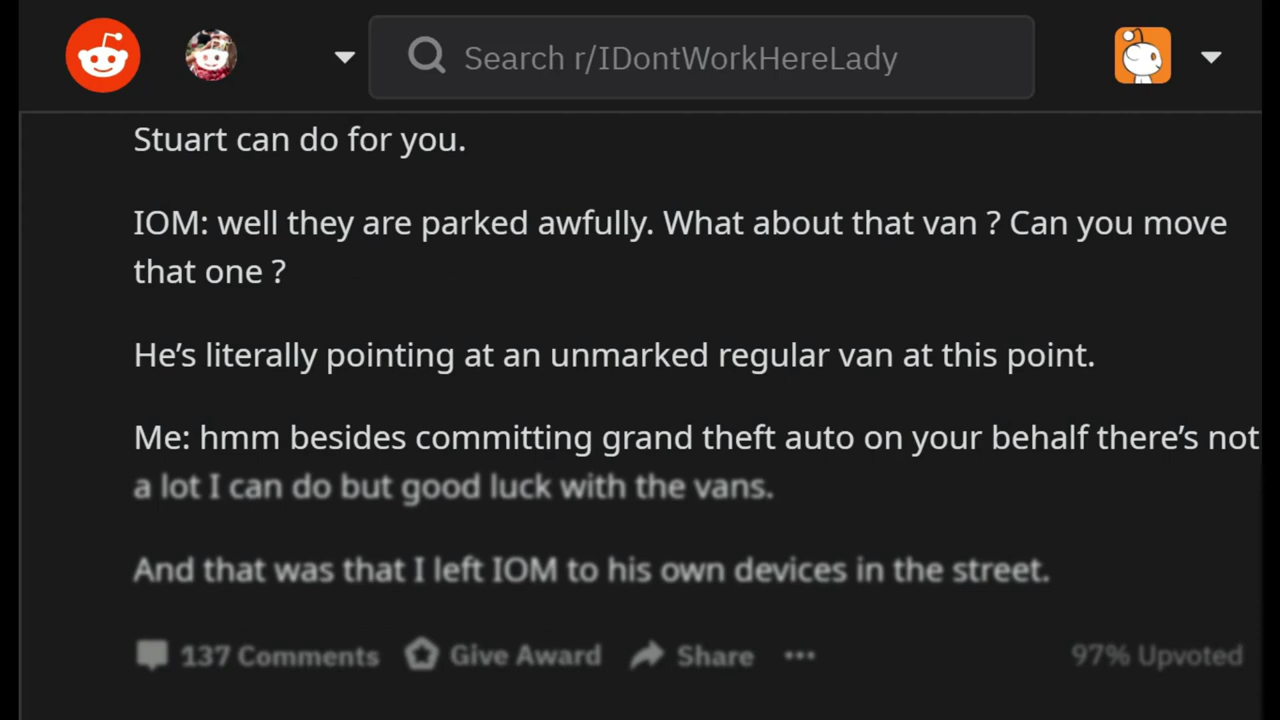 Search r/IDontWorkHereLady
Stuart can do for you.
IOM: well they are parked awfully. What about that van ? Can you move
that one ?
He’s literally pointing at an unmarked regular van at this point.
Me: hmm besides committing grand theft auto on your behalf there’s not
a lot I can do but good luck with the vans.
And that was that I left IOM to his own devices in the street.
137 Comments Give Award Share ••• 97% Upvoted